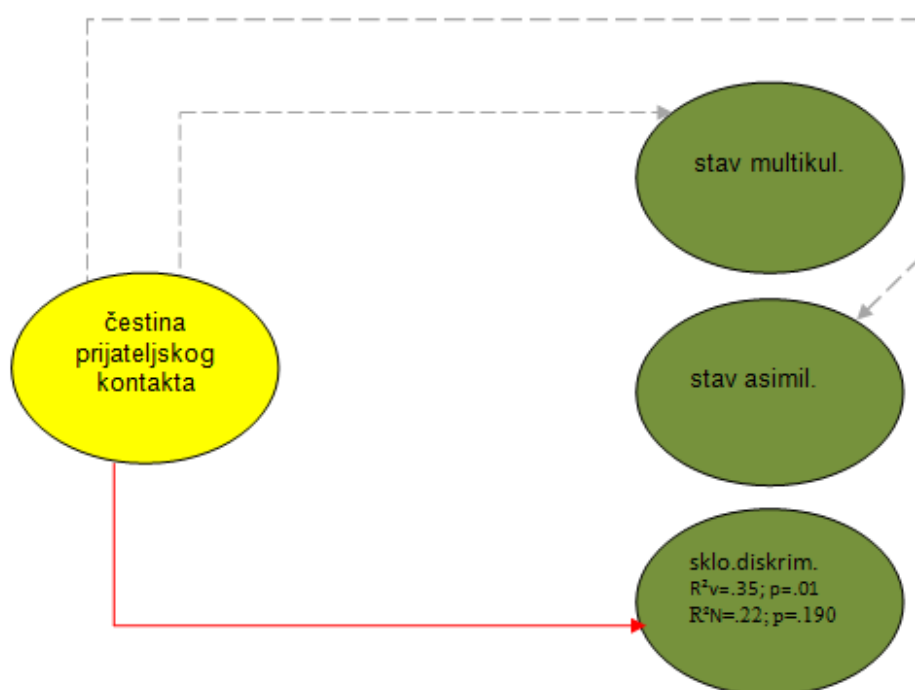 stav multikul.
čestina
prijateljskog
kontakta
stav asimil.
sklo.diskrim.
R²v=.35; p=.01
R²N=.22; p=.190